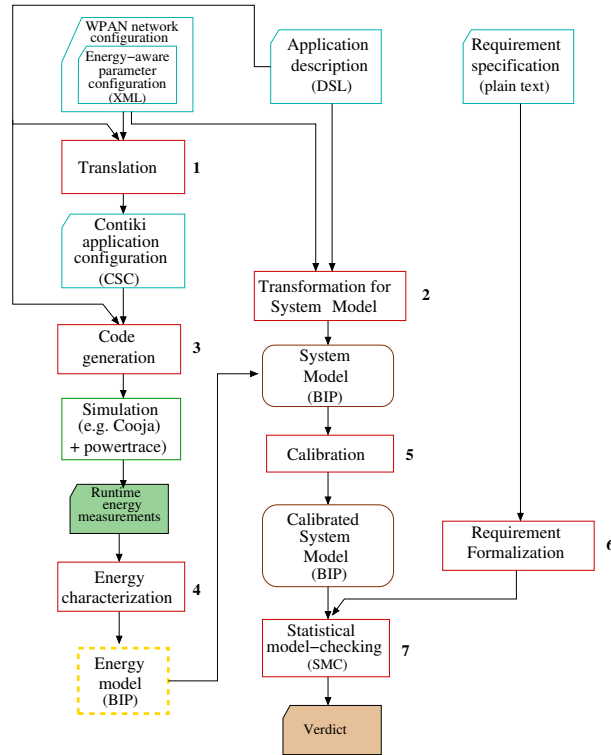 WPAN network
configuration
Energy−aware
parameter
configuration
(XML)
Application
description
(DSL)
Requirement
specification
(plain text)
Translation
1
Contiki
application
configuration
(CSC)
Transformation for
System Model
2
Code
generation
3
System
Model
(BIP)
Simulation
(e.g. Cooja)
+ powertrace)
Calibration
5
Runtime
energy
measurements
Calibrated
System
Model
(BIP)
Requirement
Formalization
6
Energy
characterization
4
Statistical
model−checking
(SMC)
7
Energy
model
(BIP)
Verdict